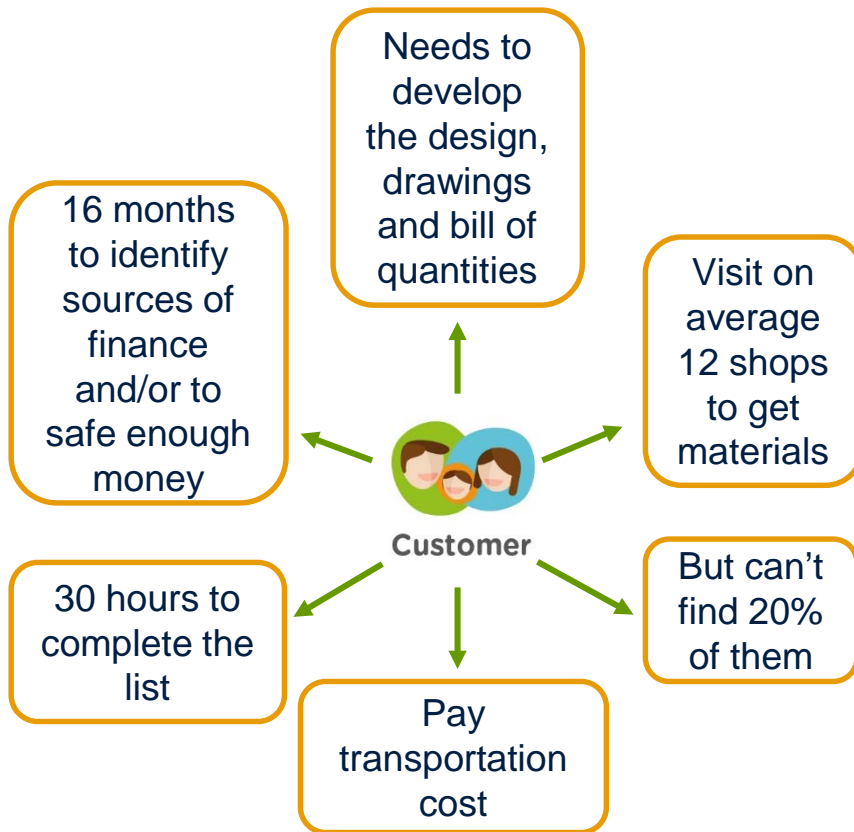 Needs to
develop
the design,
drawings
and bill of
quantities
16 months
to identify
sources of
finance
and/or to
safe enough
money
Visit on
average
12 shops
to get
materials
Customer
30 hours to
complete the
list
But can’t
find 20%
of them
Pay
transportation
cost